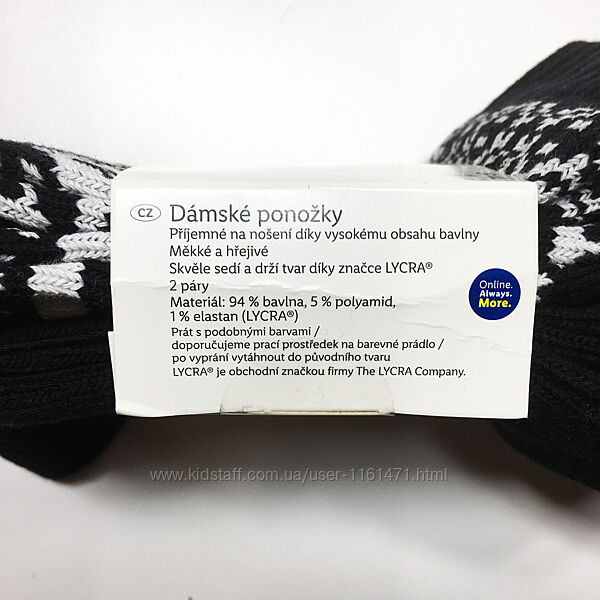 CZ Dámské ponožky
Příjemné na nošení díky vysokému obsahu bavlny
Měkké a hřejivé
Skvěle sedí a drží tvar díky značce LYCRA®
2 páry
Materiál: 94 % bavlna, 5 % polyamid,
1 % elastan (LYCRA®)
Prát s podobnými barvami /
doporučujeme prací prostředek na barevné prádlo /
po vyprání vytáhnout do původního tvaru
LYCRA® je obchodní značkou firmy The LYCRA Company.
Online.
Always.
More.
www.kidstaff.com.ua/user-1161471.html